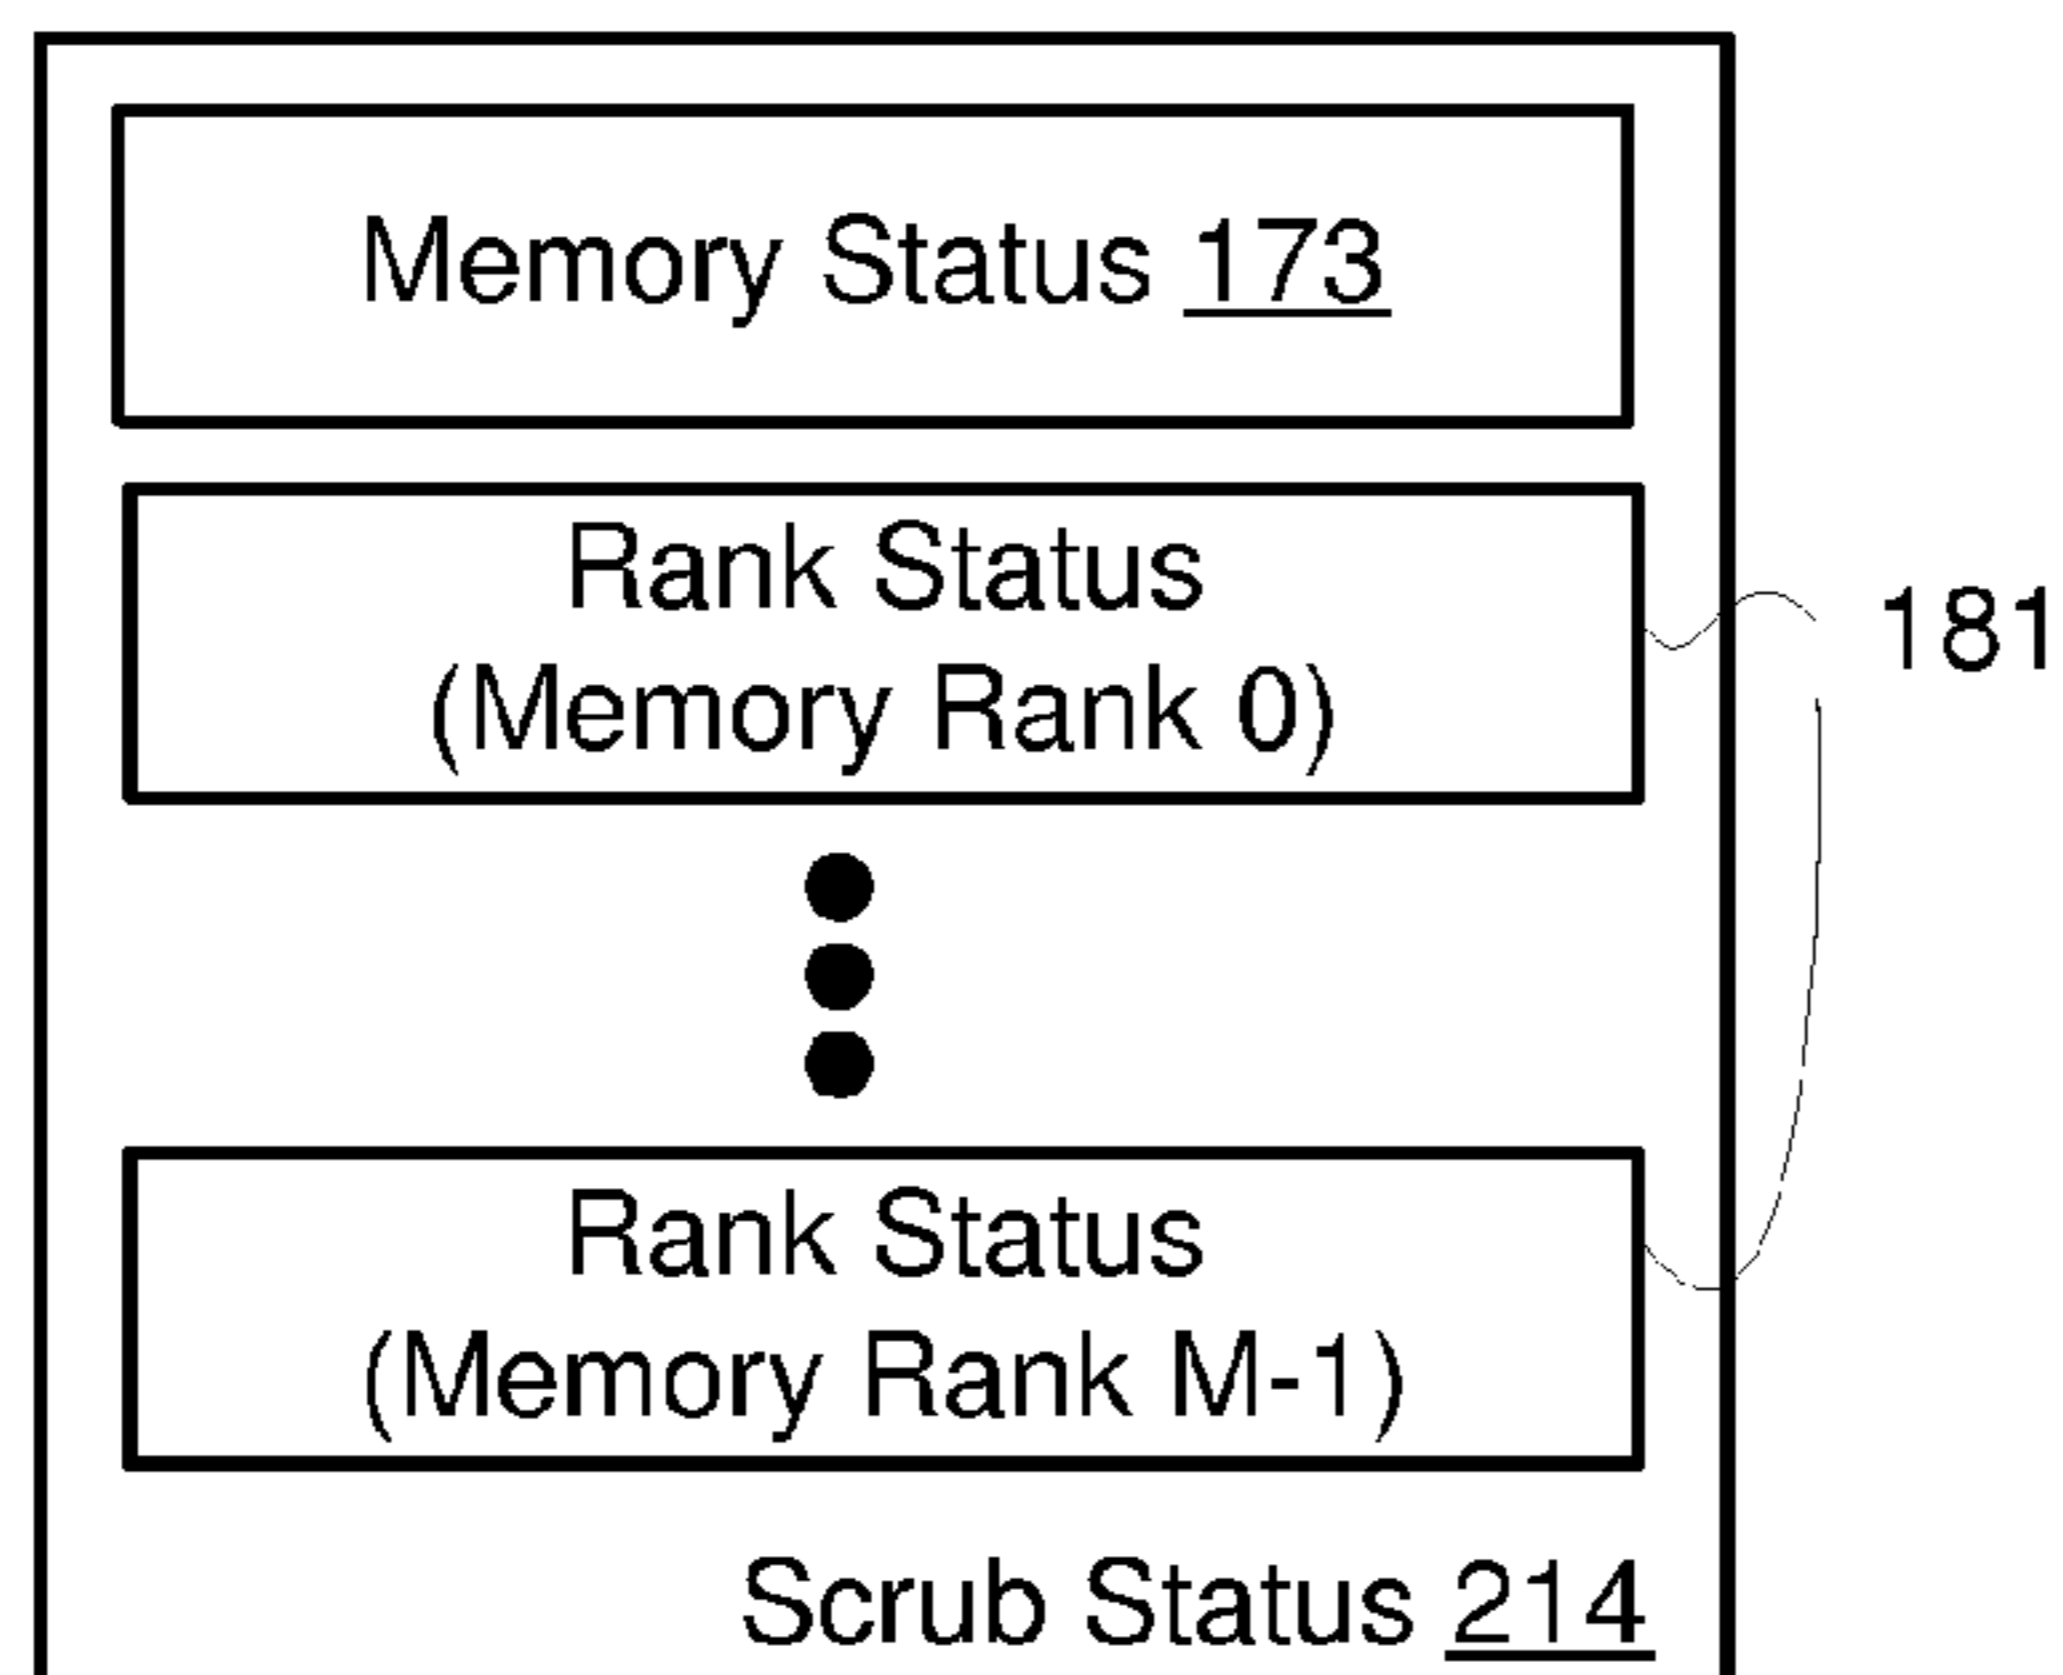 Memory Status 173
Rank Status
(Memory Rank 0)
181
Rank Status
(Memory Rank M-1)
Scrub Status 214